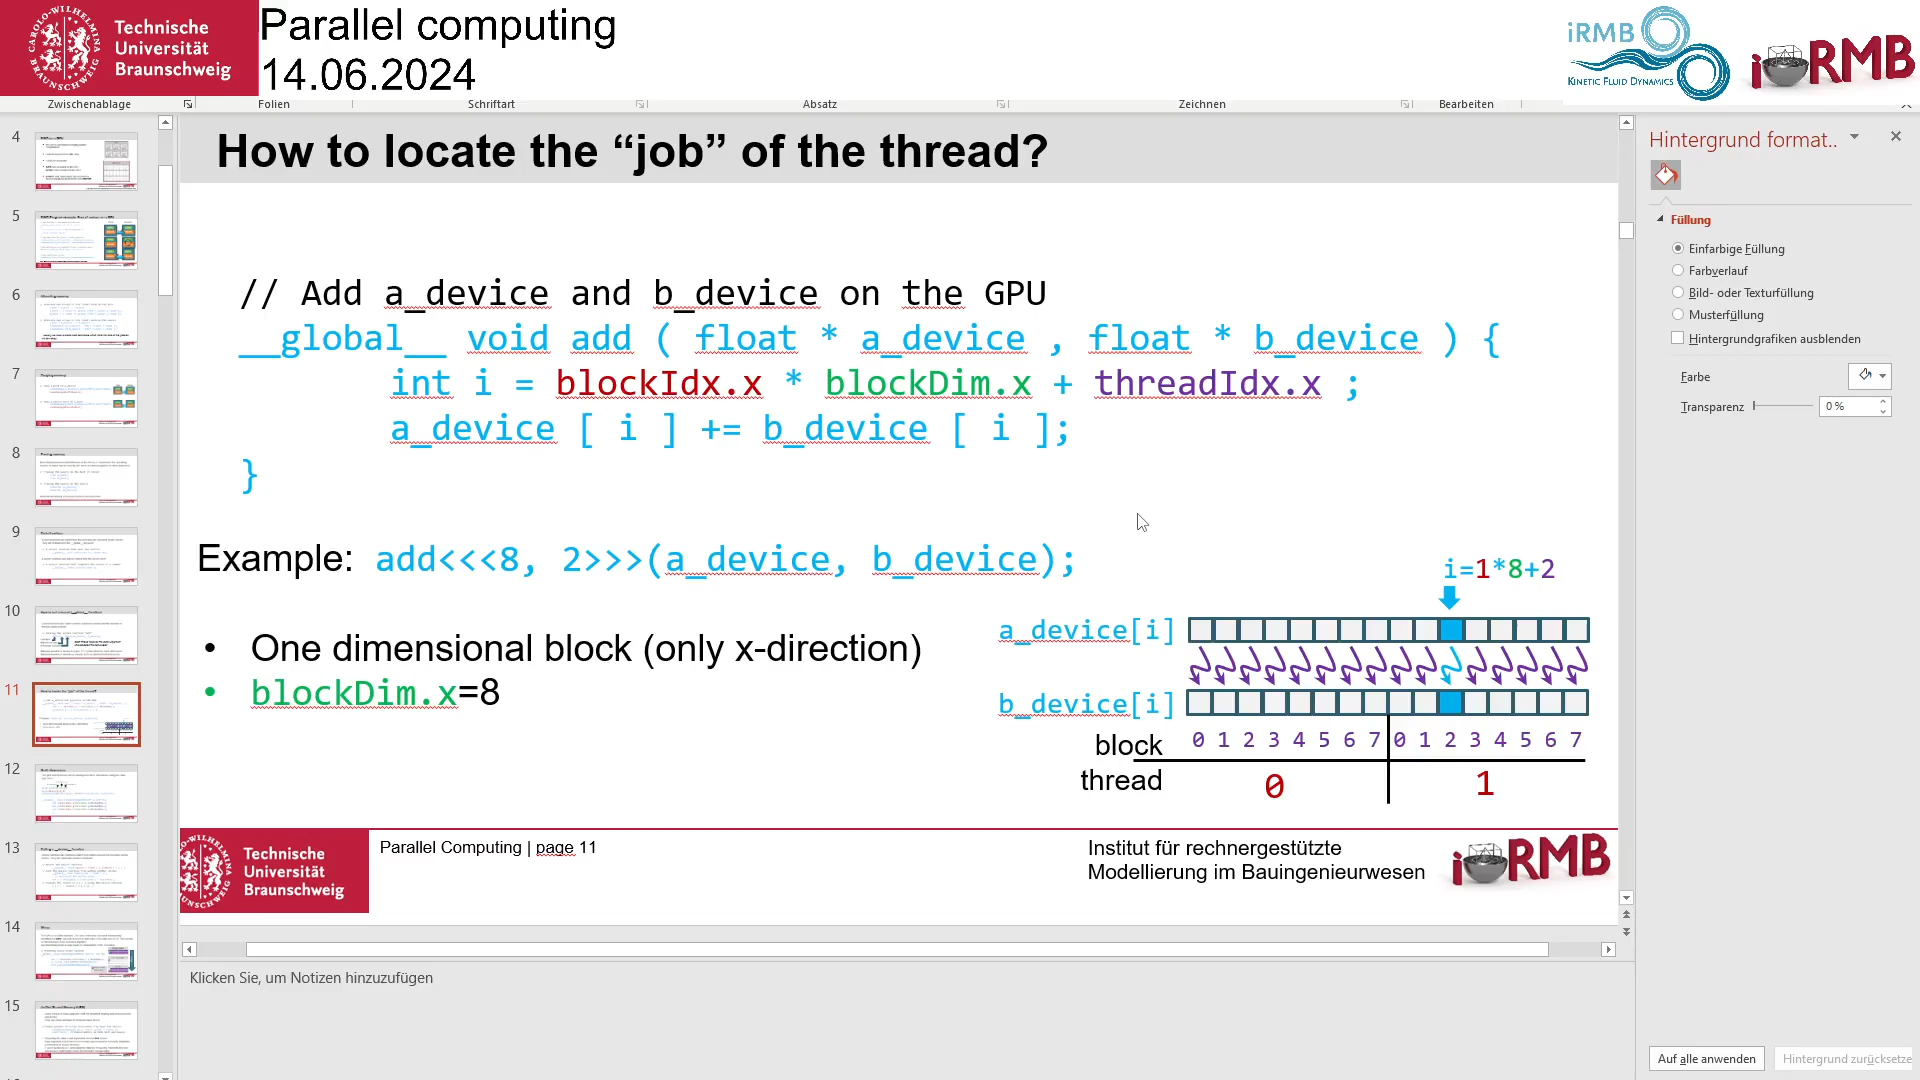 Technische
Universität
Braunschweig
Parallel computing
14.06.2024
iRMB
KINETIC FLUID DYNAMICS
iRMB
Zwischenablage
Folien
Schriftart
Absatz
Zeichnen
Bearbeiten
4
5
6
7
8
9
10
11
12
13
14
15
How to locate the “job” of the thread?
// Add a_device and b_device on the GPU
__global__ void add ( float * a_device , float * b_device ) {
int i = blockIdx.x * blockDim.x + threadIdx.x ;
a_device [ i ] += b_device [ i ];
}
Example: add<<<8, 2>>>(a_device, b_device);
• One dimensional block (only x-direction)
• blockDim.x=8
i=1*8+2
a_device[i]
b_device[i]
block 0 1 2 3 4 5 6 7 0 1 2 3 4 5 6 7
thread 0 1
Technische
Universität
Braunschweig
Parallel Computing | page 11
Institut für rechnergestützte
Modellierung im Bauingenieurwesen
iRMB
Klicken Sie, um Notizen hinzuzufügen
Hintergrund format..
Füllung
Einfarbige Füllung
Farbverlauf
Bild- oder Texturfüllung
Musterfüllung
Hintergrundgrafiken ausblenden
Farbe
Transparenz
0 %
Auf alle anwenden
Hintergrund zurücksetze